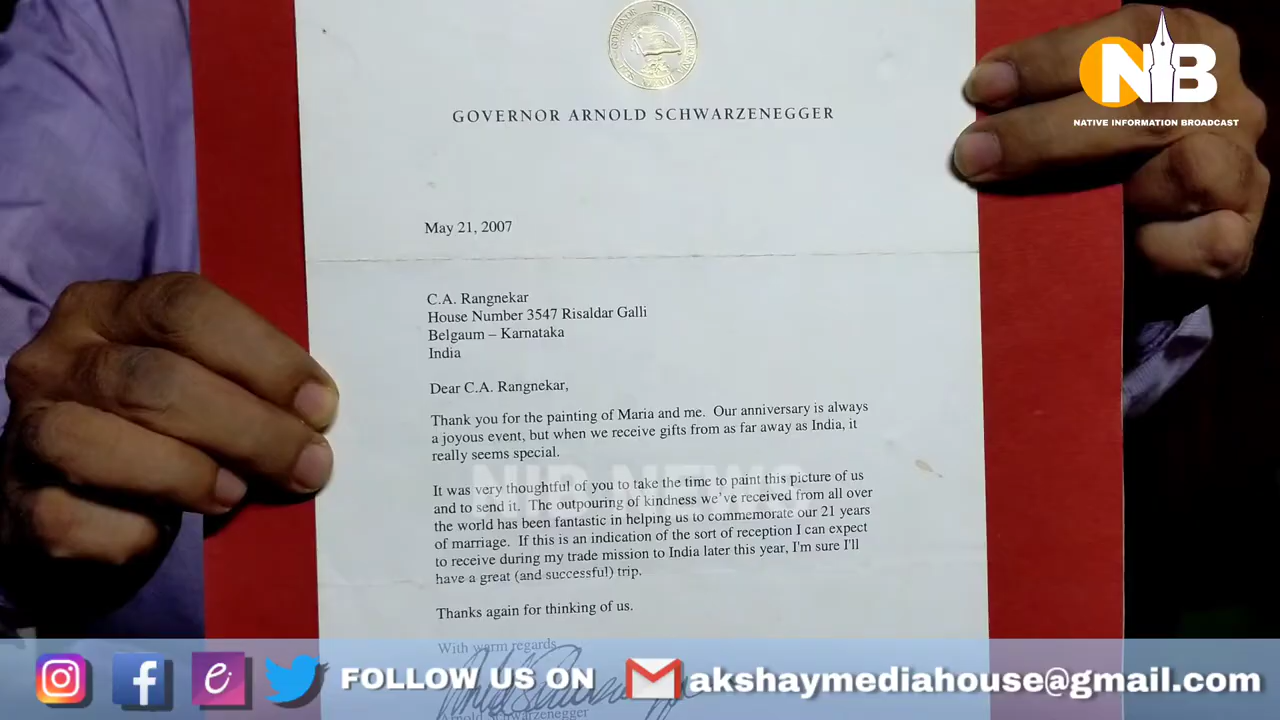 NIB
NATIVE INFORMATION BROADCAST
GOVERNOR ARNOLD SCHWARZENEGGER
May 21, 2007
C.A. Rangnekar
House Number 3547 Risaldar Galli
Belgaum – Karnataka
India
Dear C.A. Rangnekar,
Thank you for the painting of Maria and me. Our anniversary is always
a joyous event, but when we receive gifts from as far away as India, it
really seems special.
NIB NEWS
It was very thoughtful of you to take the time to paint this picture of us
and to send it. The outpouring of kindness we've received from all over
the world has been fantastic in helping us to commemorate our 21 years
of marriage. If this is an indication of the sort of reception I can expect
to receive during my trade mission to India later this year, I'm sure I'll
have a great (and successful) trip.
Thanks again for thinking of us.
With warm regards
Arnold Schwarzenegger
FOLLOW US ON
akshaymediahouse@gmail.com